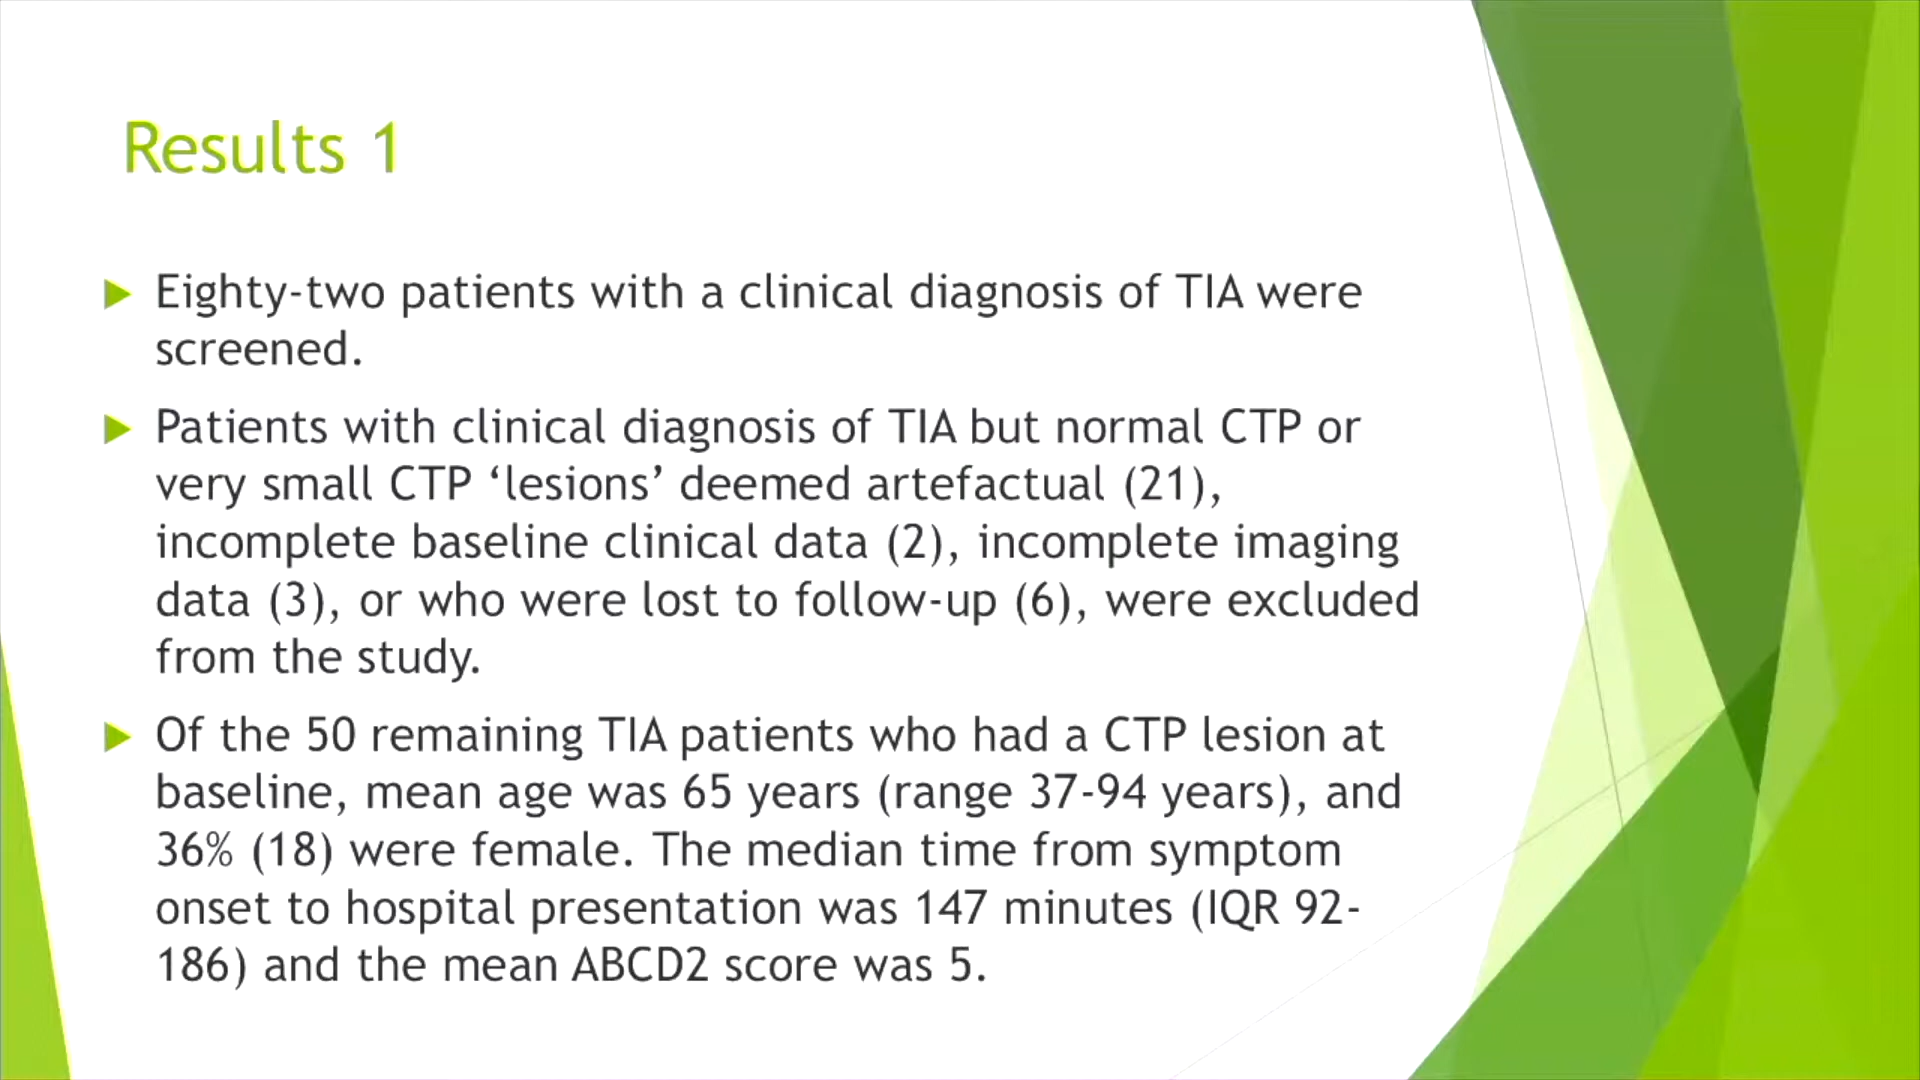 Results 1
Eighty-two patients with a clinical diagnosis of TIA were
screened.
Patients with clinical diagnosis of TIA but normal CTP or
very small CTP ‘lesions’ deemed artefactual (21),
incomplete baseline clinical data (2), incomplete imaging
data (3), or who were lost to follow-up (6), were excluded
from the study.
Of the 50 remaining TIA patients who had a CTP lesion at
baseline, mean age was 65 years (range 37-94 years), and
36% (18) were female. The median time from symptom
onset to hospital presentation was 147 minutes (IQR 92-
186) and the mean ABCD2 score was 5.